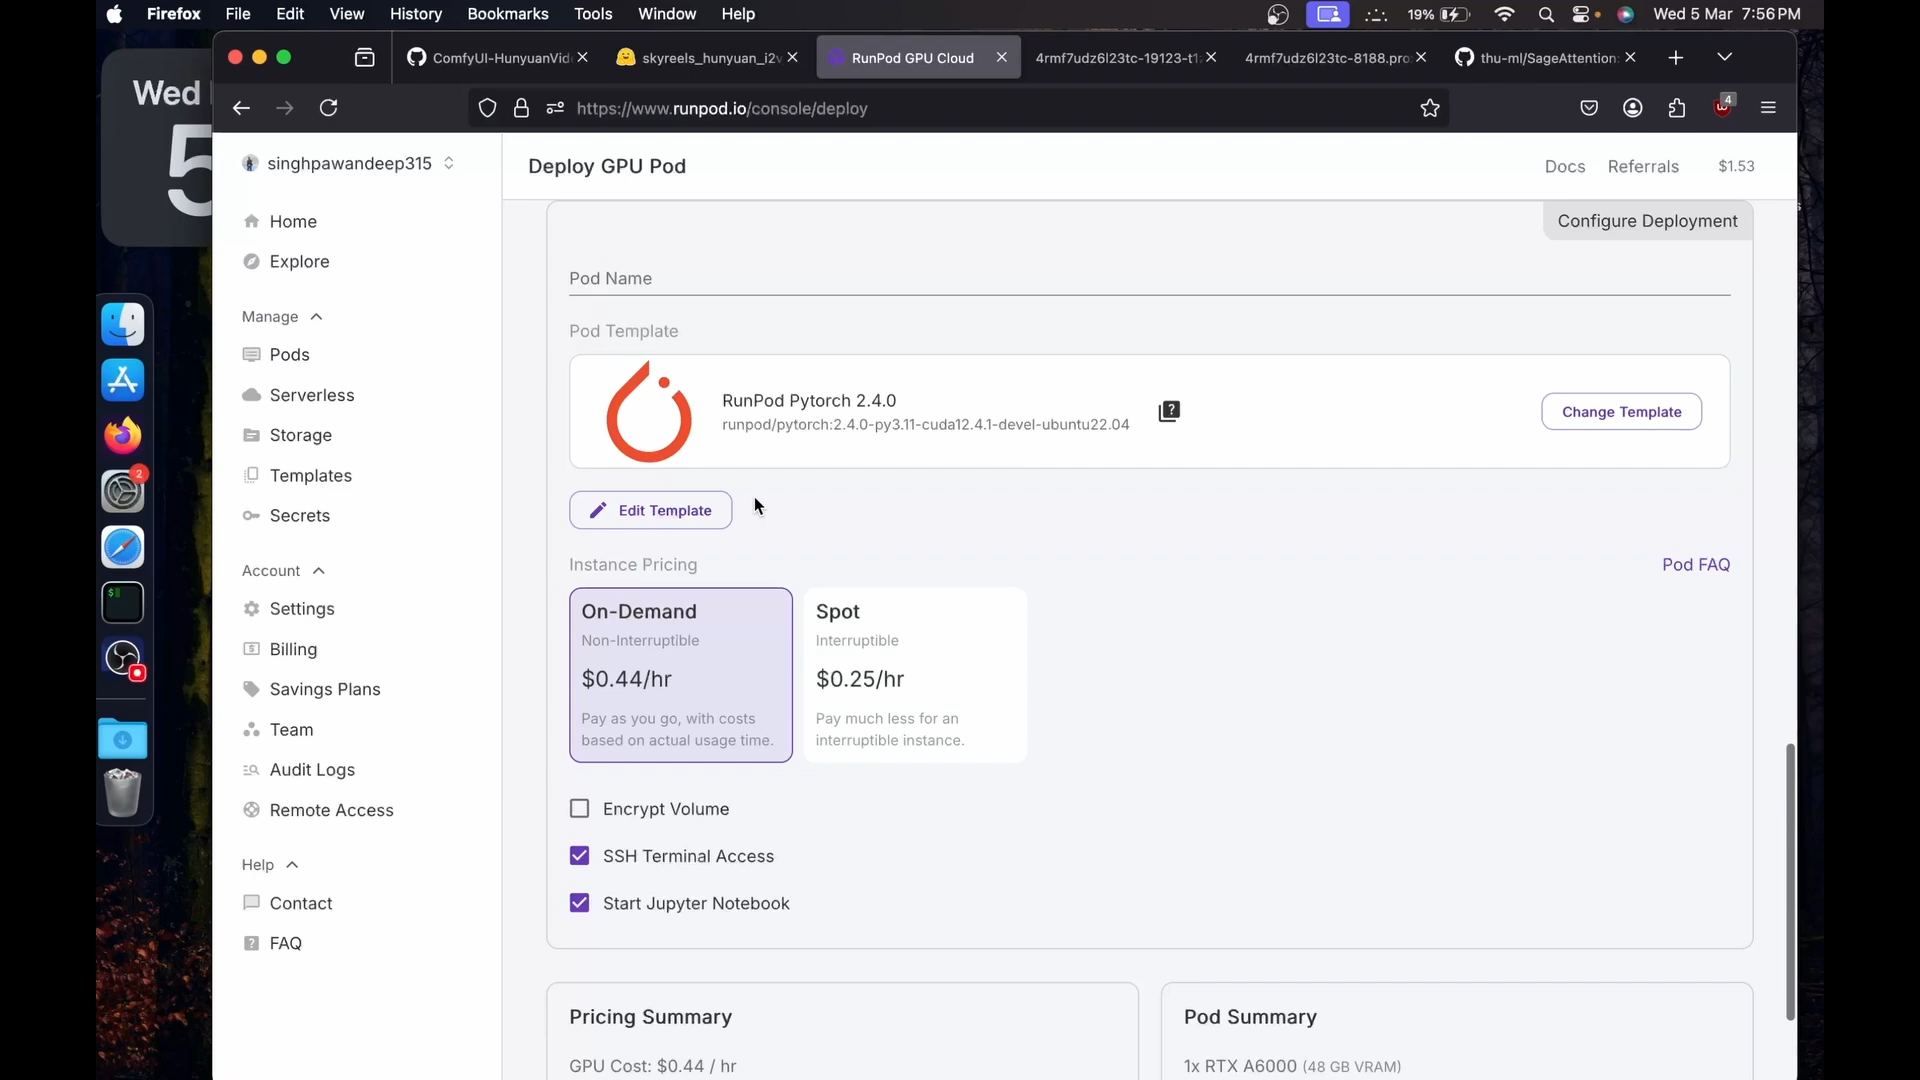 Firefox File Edit View History Bookmarks Tools Window Help
19% Wed 5 Mar 7:56 PM
Wed
5
ComfyUI-HunyuanVid
skyreels_hunyuan_i2v
RunPod GPU Cloud
4rmf7udz6l23tc-19123-t1
4rmf7udz6l23tc-8188.pro
thu-ml/SageAttention:
https://www.runpod.io/console/deploy
4
2
singhpawandeep315
Home
Explore
Manage
Pods
Serverless
Storage
Templates
Secrets
Account
Settings
Billing
Savings Plans
Team
Audit Logs
Remote Access
Help
Contact
FAQ
Deploy GPU Pod
Docs Referrals $1.53
Configure Deployment
Pod Name
Pod Template
RunPod Pytorch 2.4.0
runpod/pytorch:2.4.0-py3.11-cuda12.4.1-devel-ubuntu22.04
?
Change Template
Edit Template
Instance Pricing
Pod FAQ
On-Demand
Non-Interruptible
$0.44/hr
Pay as you go, with costs
based on actual usage time.
Spot
Interruptible
$0.25/hr
Pay much less for an
interruptible instance.
Encrypt Volume
SSH Terminal Access
Start Jupyter Notebook
Pricing Summary
GPU Cost: $0.44 / hr
Pod Summary
1x RTX A6000 (48 GB VRAM)